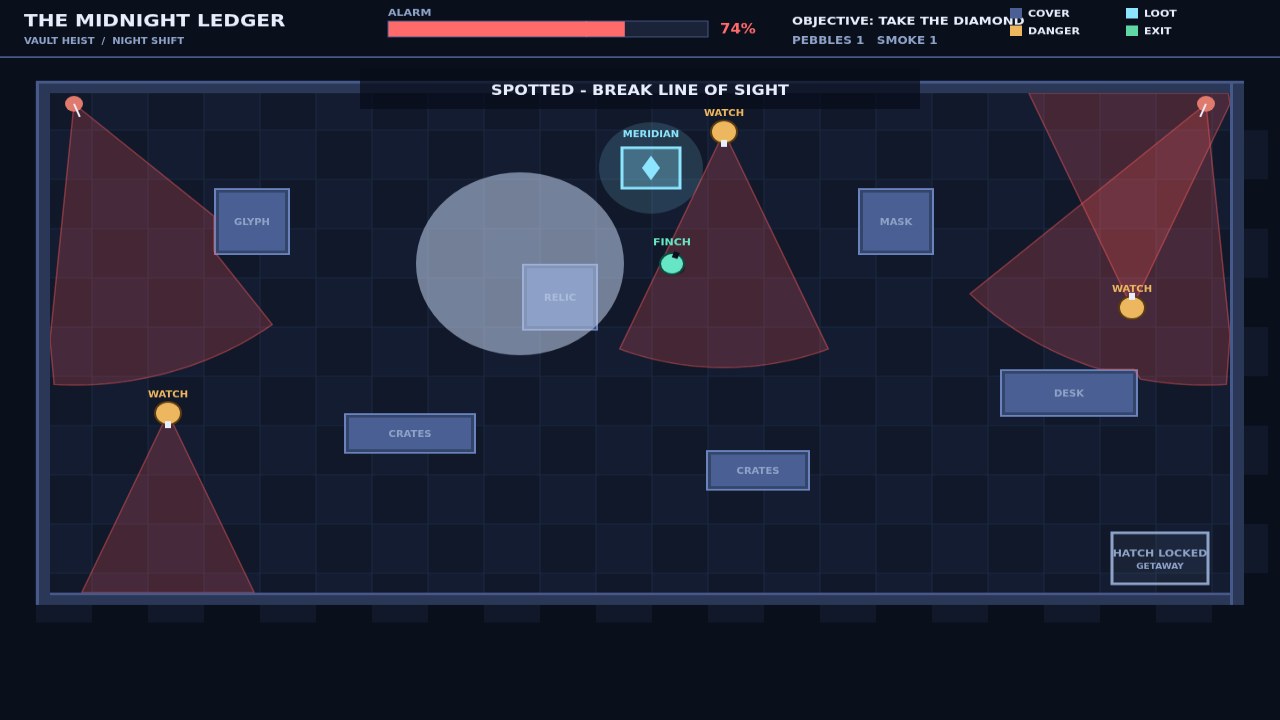 THE MIDNIGHT LEDGER
VAULT HEIST / NIGHT SHIFT
ALARM
74%
OBJECTIVE: TAKE THE DIAMOND
PEBBLES 1 SMOKE 1
COVER
LOOT
DANGER
EXIT
SPOTTED - BREAK LINE OF SIGHT
WATCH
MERIDIAN
GLYPH
MASK
FINCH
WATCH
RELIC
WATCH
DESK
CRATES
CRATES
HATCH LOCKED
GETAWAY